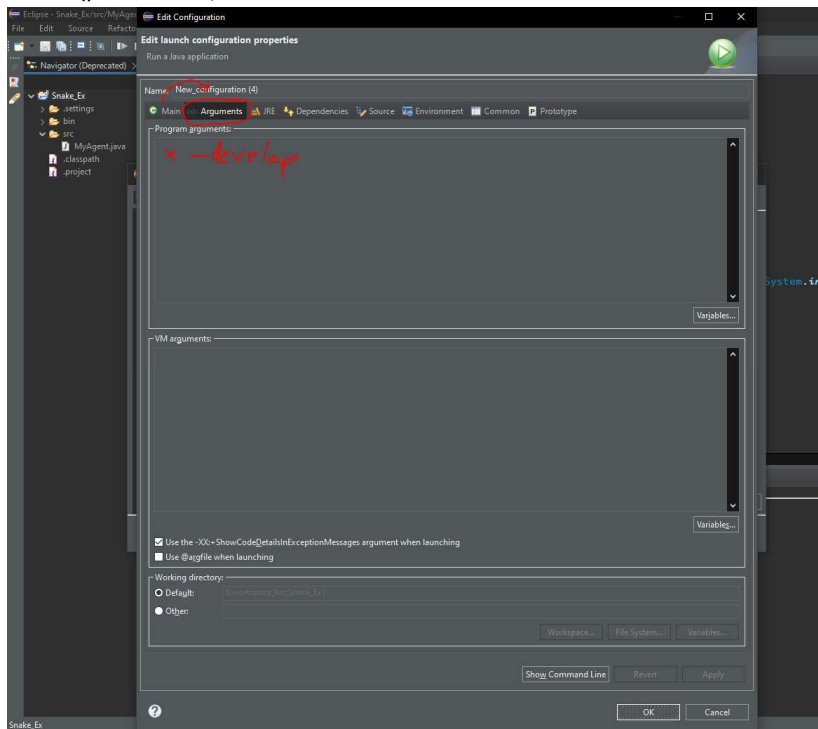 Eclipse - Snake_Ex/src/MyAge
File Edit Source Refacto
Navigator (Deprecated)
Snake_Ex
.settings
bin
src
MyAgent.java
.classpath
.project
Edit Configuration
Edit launch configuration properties
Run a Java application
Name: New_configuration (4)
Main Arguments JRE Dependencies Source Environment Common Prototype
Program arguments:
x -develop
System.in
Variables...
VM arguments:
Variables...
Use the -XX:+ShowCodeDetailsInExceptionMessages argument when launching
Use @argfile when launching
Working directory:
Default: ${workspace_loc:Snake_Ex}
Other:
Workspace... File System... Variables...
Show Command Line Revert Apply
OK Cancel
Snake_Ex